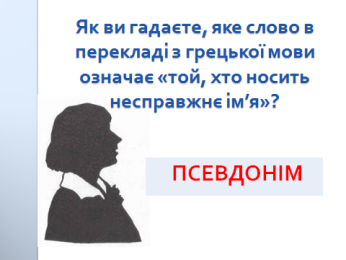 Як ви гадаєте, яке слово в
перекладі з грецької мови
означає «той, хто носить
несправжнє ім’я»?
ПСЕВДОНІМ